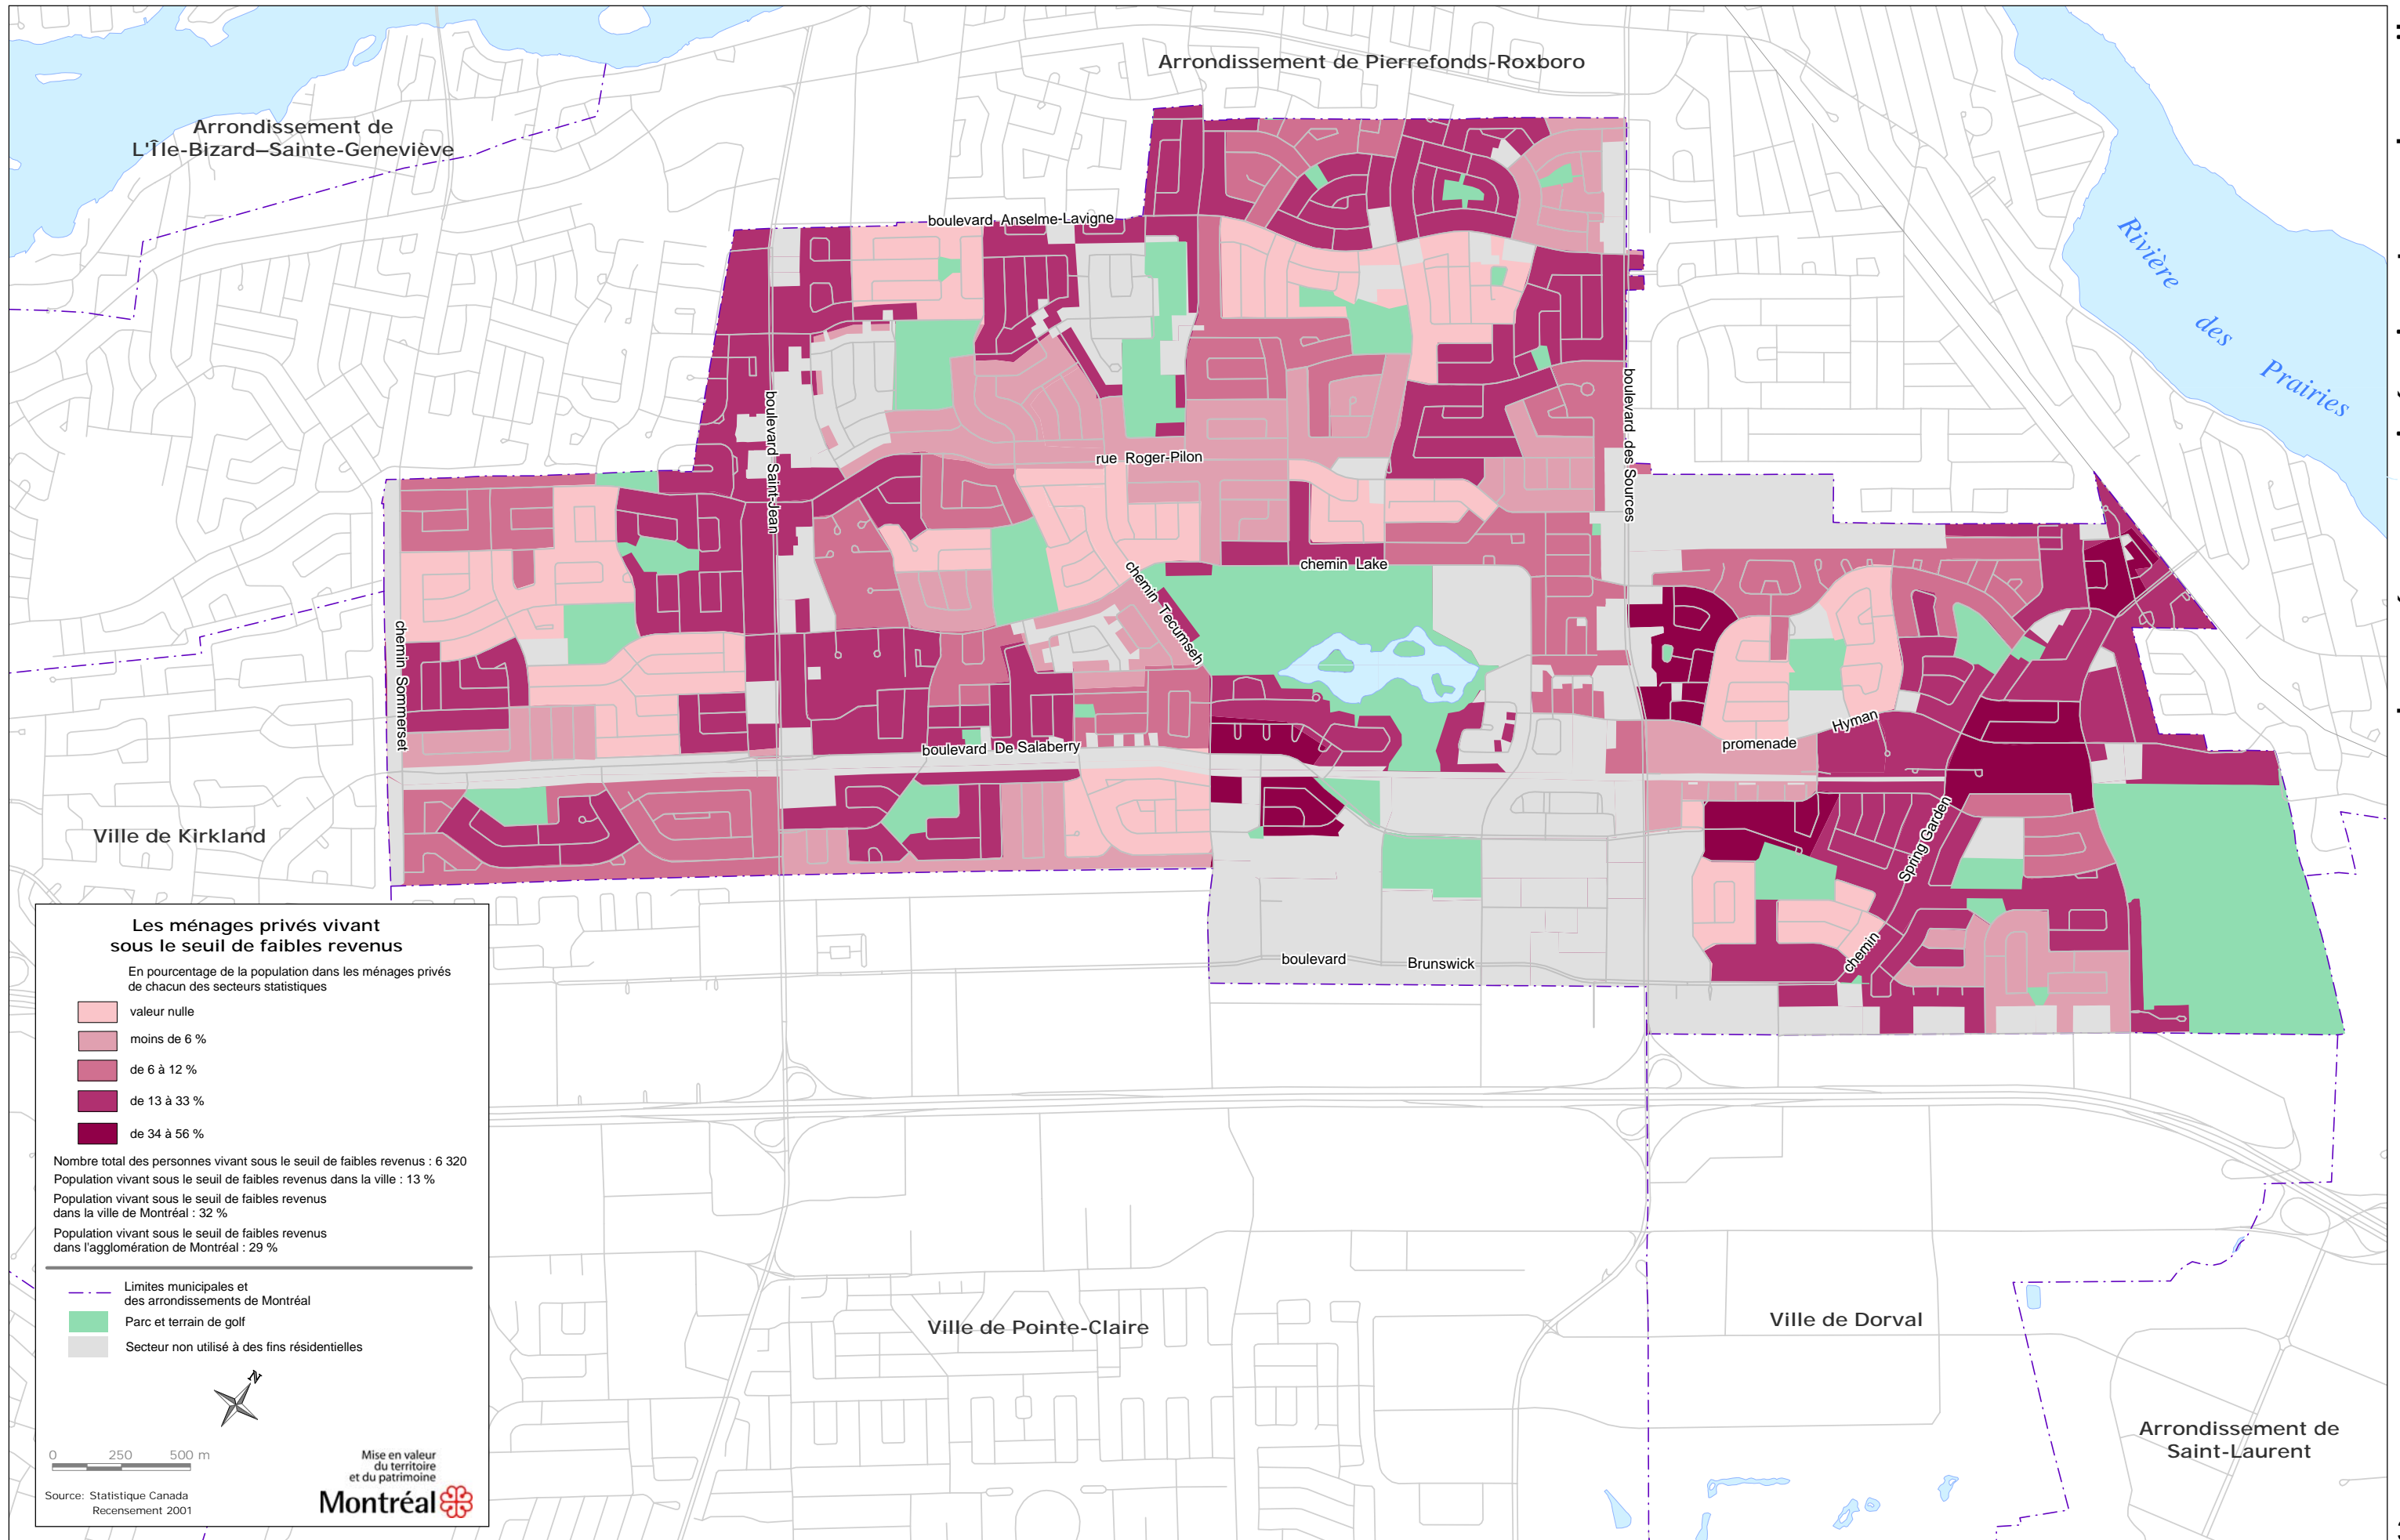 Arrondissement de Pierrefonds-Roxboro
Arrondissement de
L'Île-Bizard–Sainte-Geneviève
Rivière
des
Prairies
boulevard Anselme-Lavigne
boulevard Saint-Jean
rue Roger-Pilon
boulevard des Sources
chemin Lake
chemin Tecumseh
chemin Sommerset
boulevard De Salaberry
promenade Hyman
chemin Spring Garden
boulevard Brunswick
Ville de Kirkland
Ville de Pointe-Claire
Ville de Dorval
Arrondissement de
Saint-Laurent
Les ménages privés vivant
sous le seuil de faibles revenus
En pourcentage de la population dans les ménages privés
de chacun des secteurs statistiques
valeur nulle
moins de 6 %
de 6 à 12 %
de 13 à 33 %
de 34 à 56 %
Nombre total des personnes vivant sous le seuil de faibles revenus : 6 320
Population vivant sous le seuil de faibles revenus dans la ville : 13 %
Population vivant sous le seuil de faibles revenus
dans la ville de Montréal : 32 %
Population vivant sous le seuil de faibles revenus
dans l'agglomération de Montréal : 29 %
Limites municipales et
des arrondissements de Montréal
Parc et terrain de golf
Secteur non utilisé à des fins résidentielles
N
0 250 500 m
Mise en valeur
du territoire
et du patrimoine
Montréal
Source: Statistique Canada
Recensement 2001